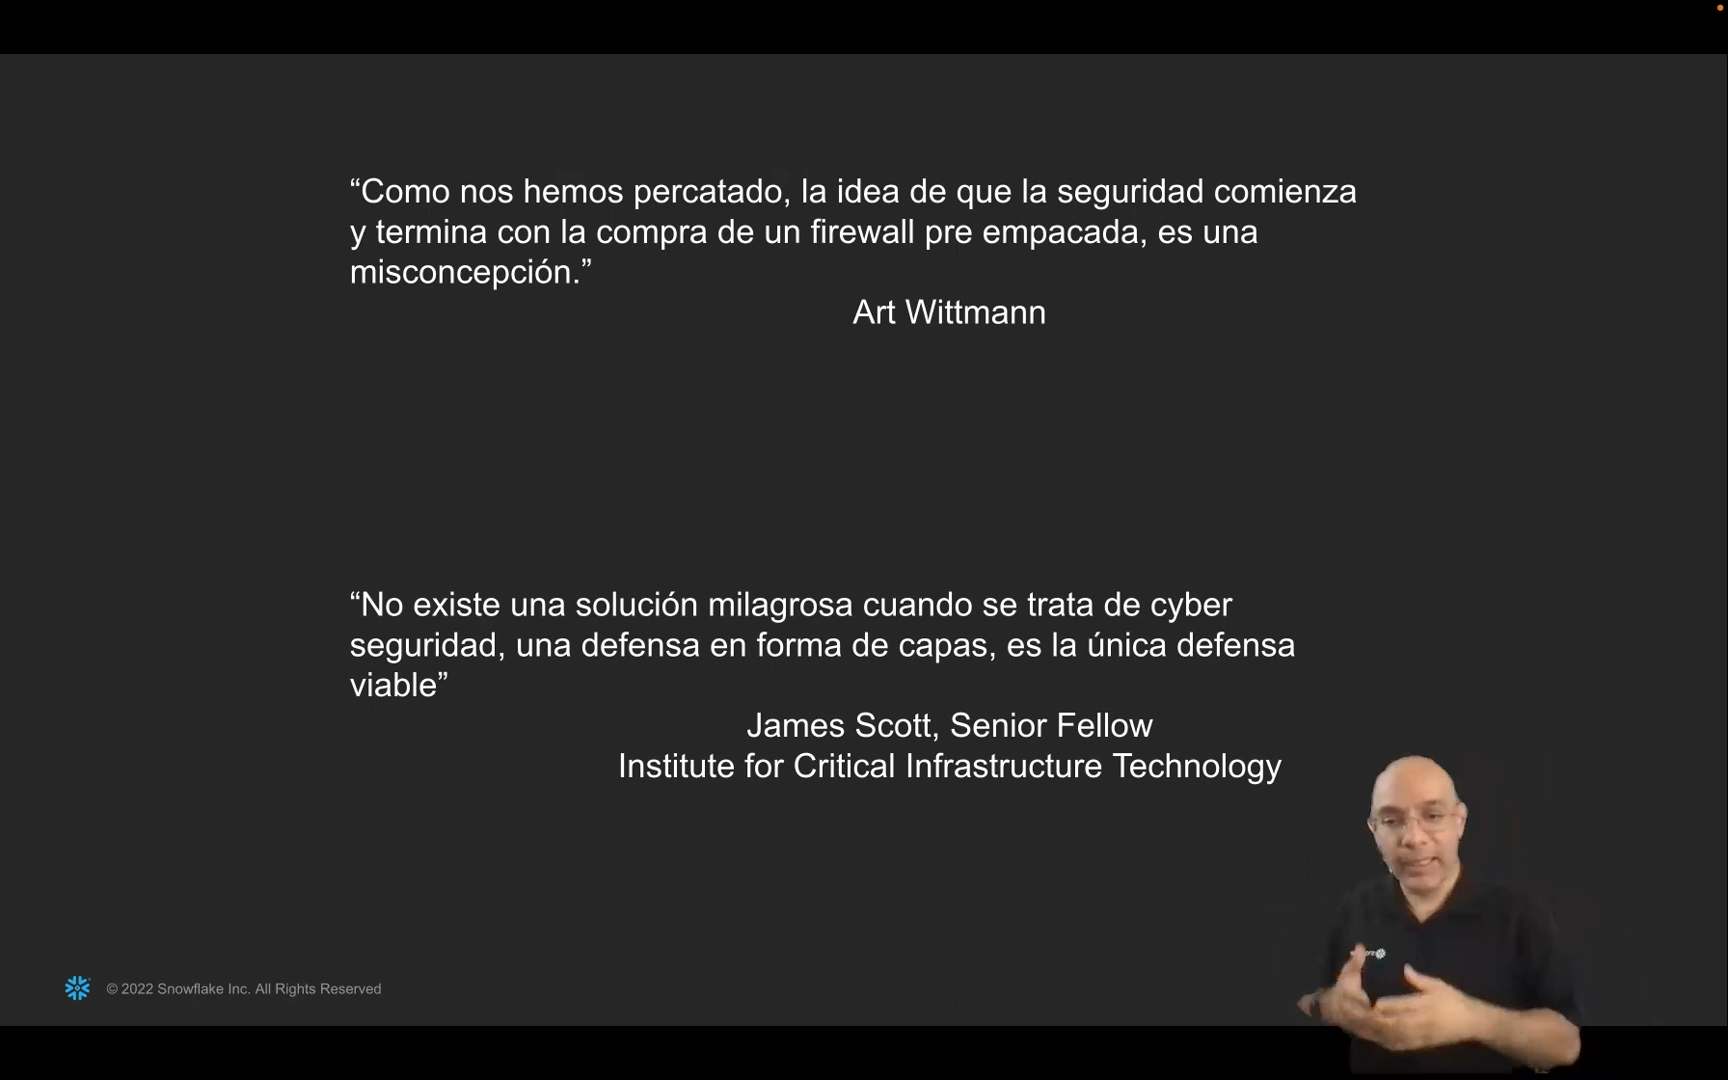 “Como nos hemos percatado, la idea de que la seguridad comienza
y termina con la compra de un firewall pre empacada, es una
misconcepción.”
Art Wittmann
“No existe una solución milagrosa cuando se trata de cyber
seguridad, una defensa en forma de capas, es la única defensa
viable”
James Scott, Senior Fellow
Institute for Critical Infrastructure Technology
© 2022 Snowflake Inc. All Rights Reserved